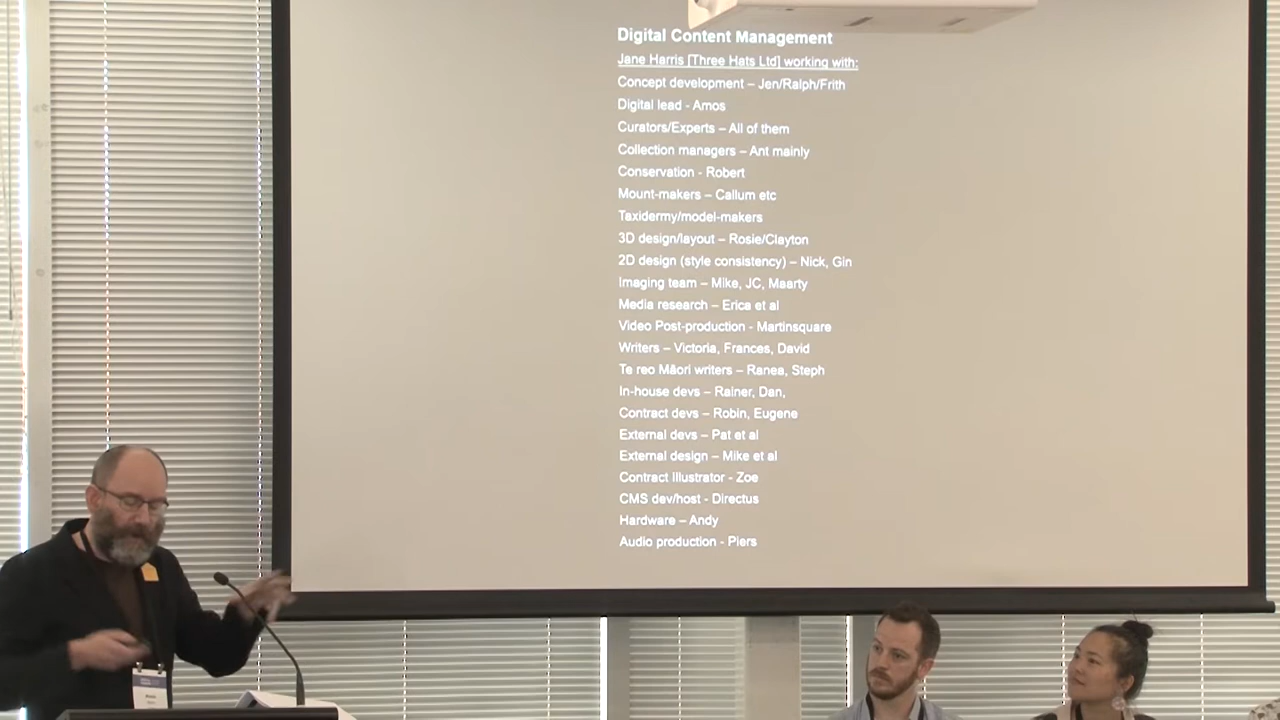 Digital Content Management
Jane Harris [Three Hats Ltd] working with:
Concept development – Jen/Ralph/Frith
Digital lead - Amos
Curators/Experts – All of them
Collection managers – Ant mainly
Conservation - Robert
Mount-makers – Callum etc
Taxidermy/model-makers
3D design/layout – Rosie/Clayton
2D design (style consistency) – Nick, Gin
Imaging team – Mike, JC, Maarty
Media research – Erica et al
Video Post-production - Martinsquare
Writers – Victoria, Frances, David
Te reo Māori writers – Ranea, Steph
In-house devs – Rainer, Dan,
Contract devs – Robin, Eugene
External devs – Pat et al
External design – Mike et al
Contract Illustrator - Zoe
CMS dev/host - Directus
Hardware – Andy
Audio production - Piers